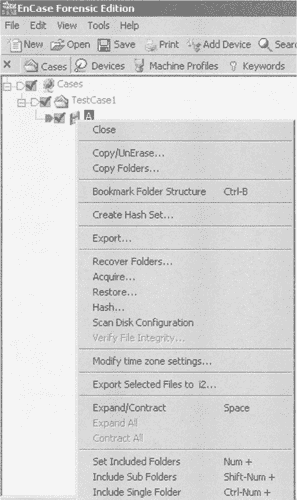 EnCase Forensic Edition
File Edit View Tools Help
New Open Save Print Add Device Searc
Cases Devices Machine Profiles Keywords
Cases
TestCase1
A
Close
Copy/UnErase...
Copy Folders...
Bookmark Folder Structure Ctrl-B
Create Hash Set...
Export...
Recover Folders...
Acquire...
Restore...
Hash...
Scan Disk Configuration
Verify File Integrity...
Modify time zone settings...
Export Selected Files to i2...
Expand/Contract Space
Expand All
Contract All
Set Included Folders Num +
Include Sub Folders Shift-Num +
Include Single Folder Ctrl-Num +